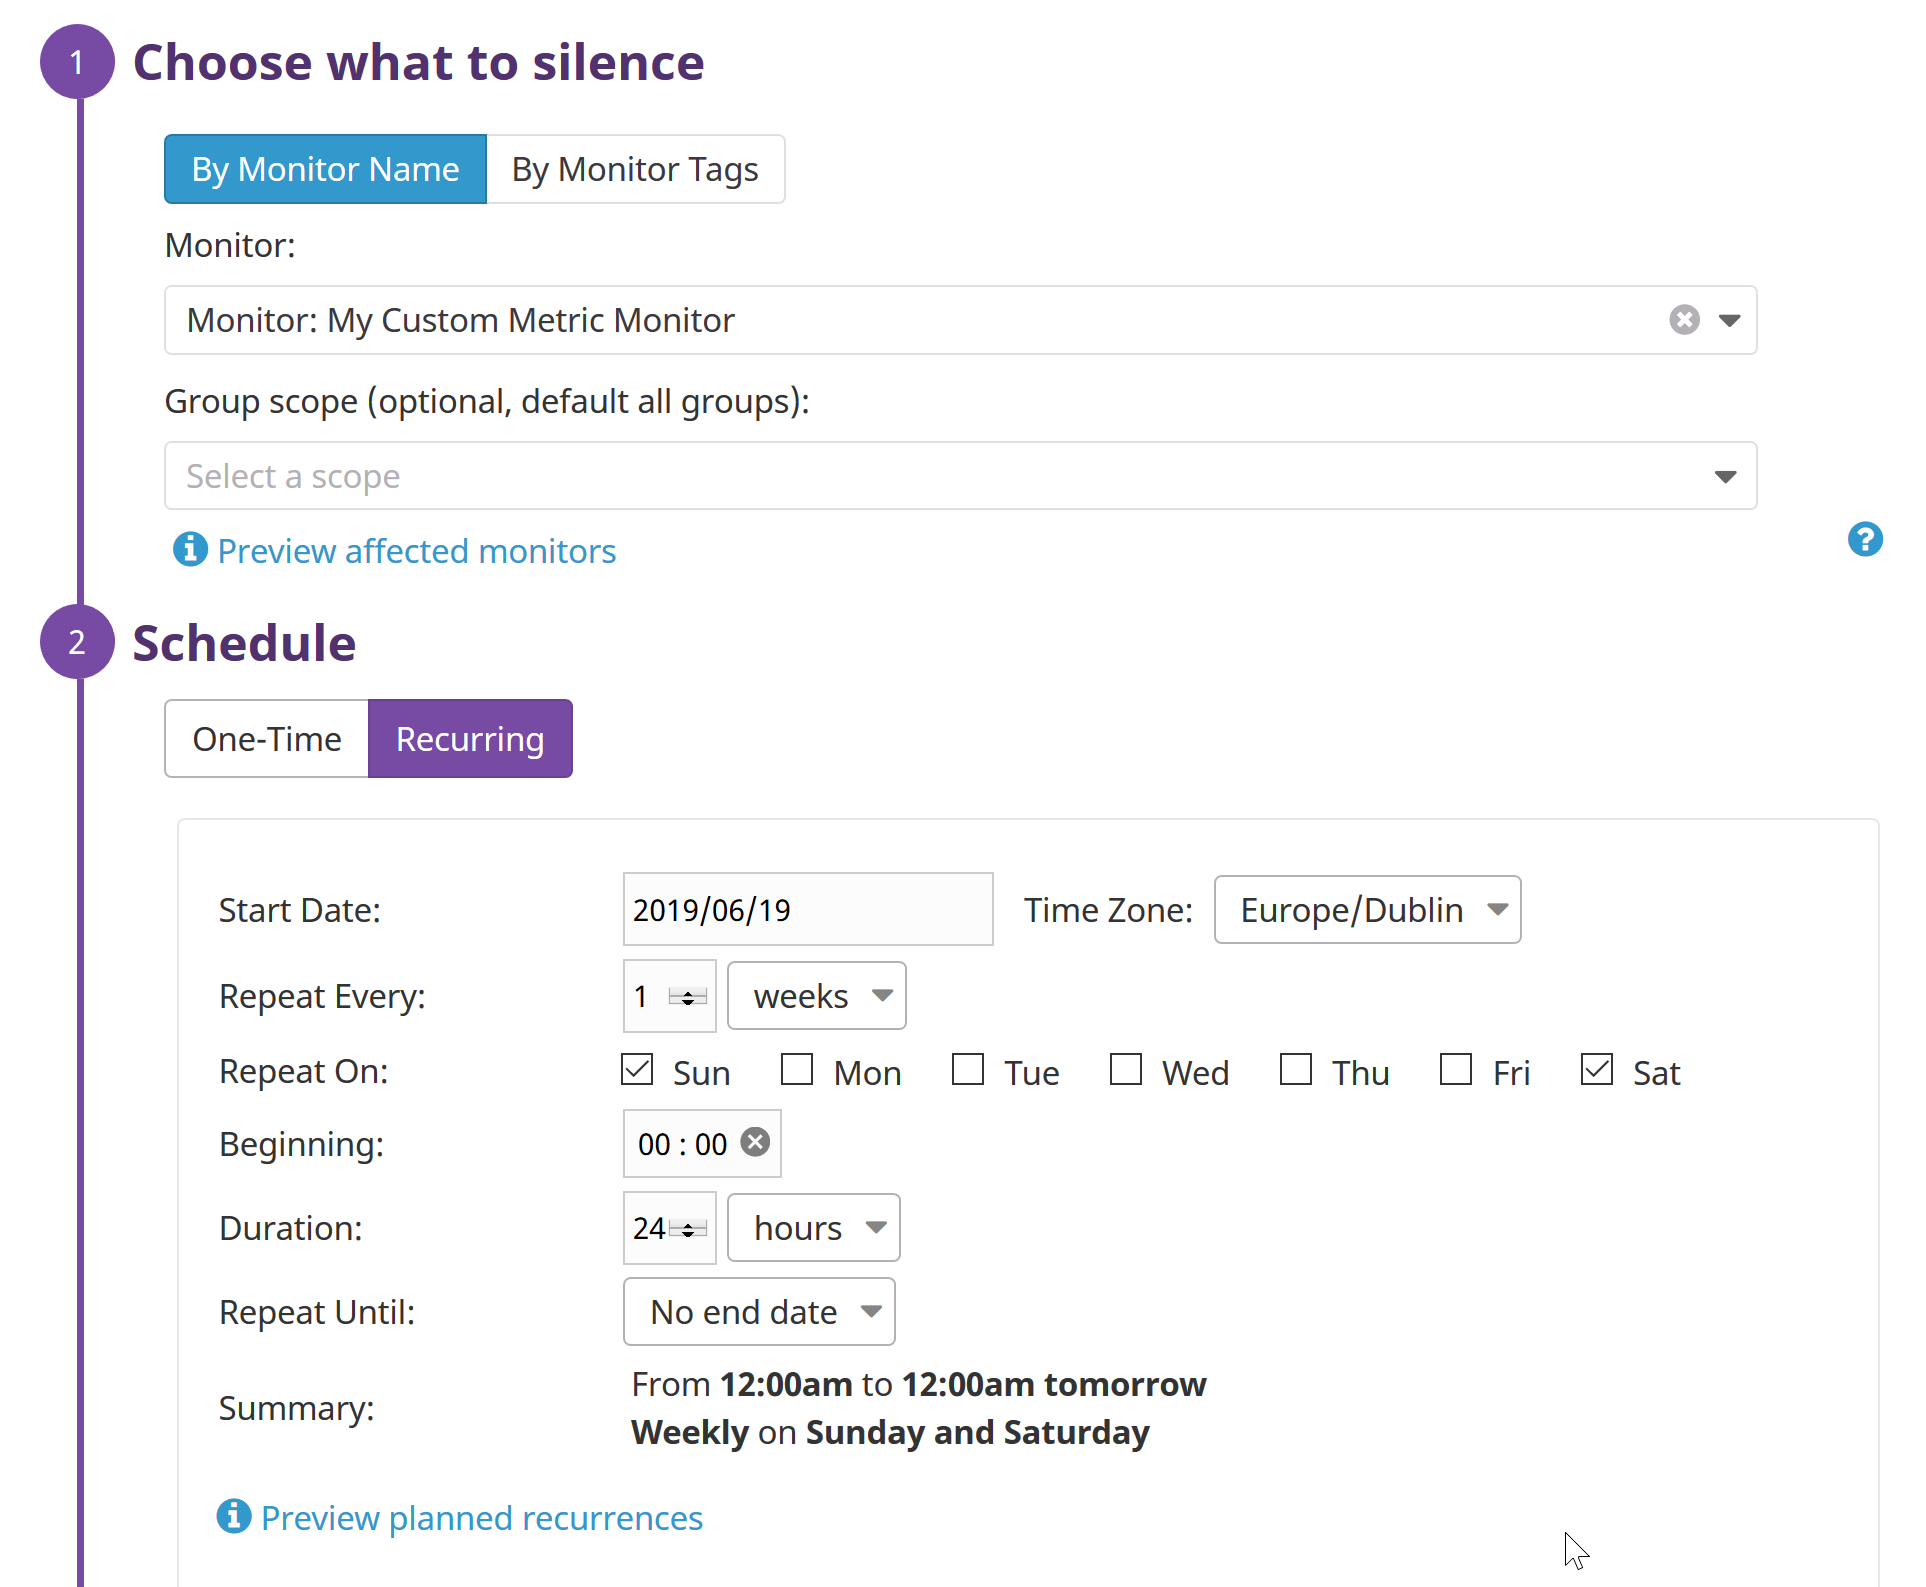 1 Choose what to silence
By Monitor Name By Monitor Tags
Monitor:
Monitor: My Custom Metric Monitor
Group scope (optional, default all groups):
Select a scope
Preview affected monitors
2 Schedule
One-Time Recurring
Start Date: 2019/06/19 Time Zone: Europe/Dublin
Repeat Every: 1 weeks
Repeat On: Sun Mon Tue Wed Thu Fri Sat
Beginning: 00 : 00
Duration: 24 hours
Repeat Until: No end date
Summary: From 12:00am to 12:00am tomorrow
Weekly on Sunday and Saturday
Preview planned recurrences